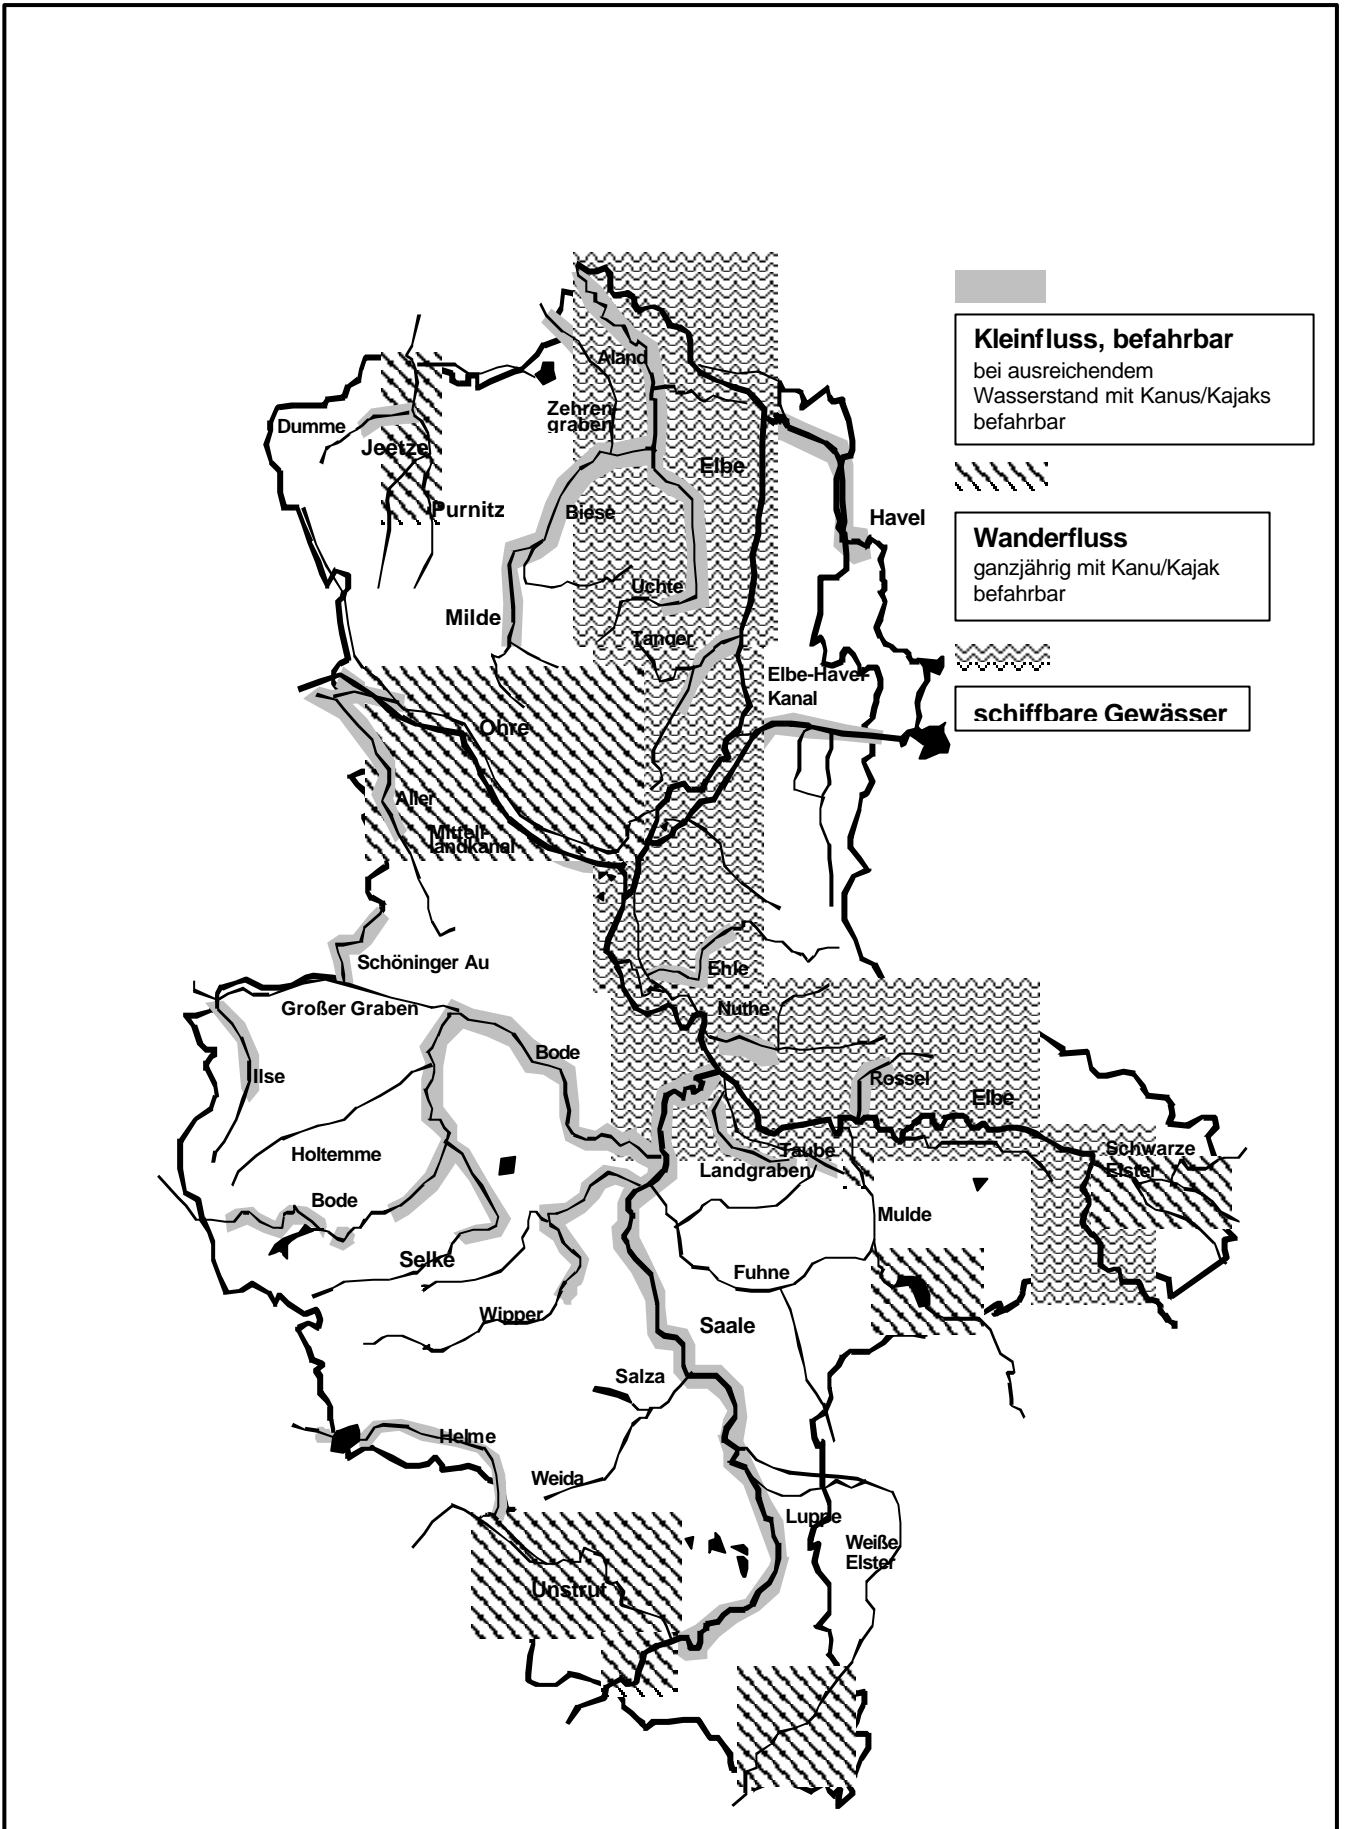 Kleinfluss, befahrbar
bei ausreichendem
Wasserstand mit Kanus/Kajaks
befahrbar
Wanderfluss
ganzjährig mit Kanu/Kajak
befahrbar
schiffbare Gewässer
Aland
Zehren-
graben
Dumme
Jeetze
Elbe
Purnitz
Biese
Havel
Uchte
Milde
Tanger
Elbe-Havel-
Kanal
Ohre
Aller
Mittell-
landkanal
Schöninger Au
Ehle
Großer Graben
Nuthe
Bode
Ilse
Rossel
Elbe
Holtemme
Taube
Schwarze
Elster
Landgraben
Bode
Mulde
Selke
Fuhne
Wipper
Saale
Salza
Helme
Weida
Luppe
Weiße
Elster
Unstrut